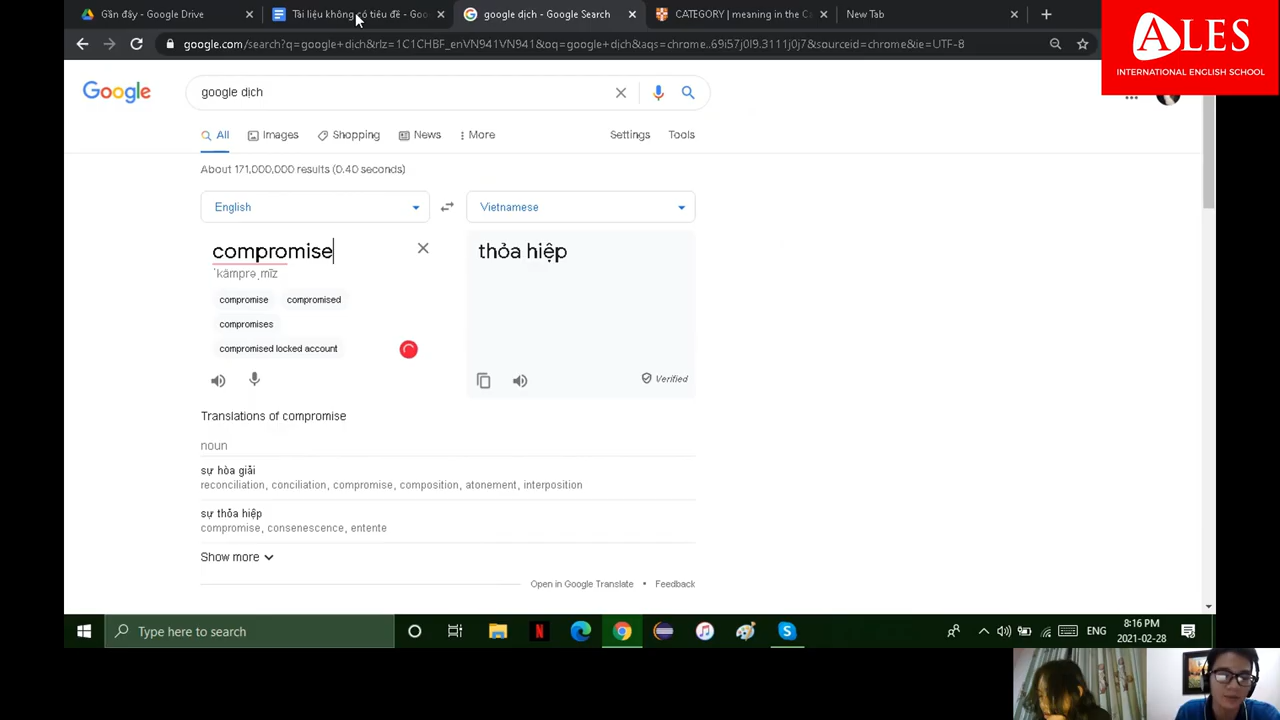 Gần đây - Google Drive
Tài liệu không có tiêu đề - Goo
google dịch - Google Search
CATEGORY | meaning in the Ca
New Tab
google.com/search?q=google+dịch&rlz=1C1CHBF_enVN941VN941&oq=google+dịch&aqs=chrome..69i57j0l9.3111j0j7&sourceid=chrome&ie=UTF-8
ALES
INTERNATIONAL ENGLISH SCHOOL
Google
google dịch
All
Images
Shopping
News
More
Settings
Tools
About 171,000,000 results (0.40 seconds)
English
Vietnamese
compromise
thỏa hiệp
ˈkämprəˌmīz
compromise
compromised
compromises
compromised locked account
Verified
Translations of compromise
noun
sự hòa giải
reconciliation, conciliation, compromise, composition, atonement, interposition
sự thỏa hiệp
compromise, consenescence, entente
Show more
Open in Google Translate • Feedback
Type here to search
ENG
8:16 PM
2021-02-28